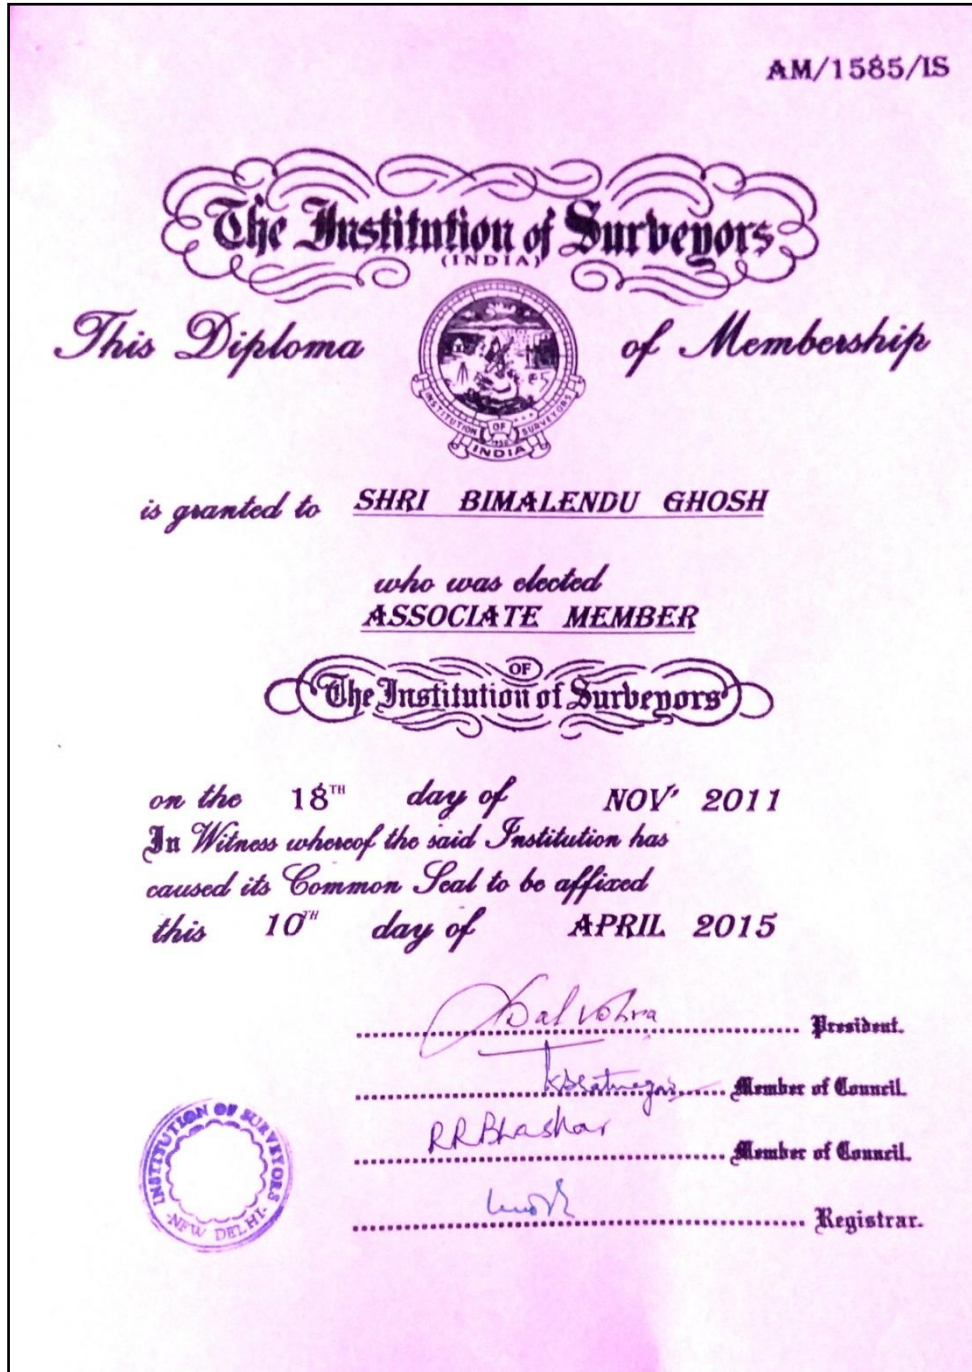 AM/1585/IS
The Institution of Surveyors
(INDIA)
This Diploma of Membership
INSTITUTION OF SURVEYORS
1950
INDIA
is granted to SHRI BIMALENDU GHOSH
who was elected
ASSOCIATE MEMBER
OF
The Institution of Surveyors
on the 18TH day of NOV' 2011
In Witness whereof the said Institution has
caused its Common Seal to be affixed
this 10TH day of APRIL 2015
President.
Member of Council.
RRBhaskar
Member of Council.
Registrar.
INSTITUTION OF SURVEYORS
·NEW DELHI·